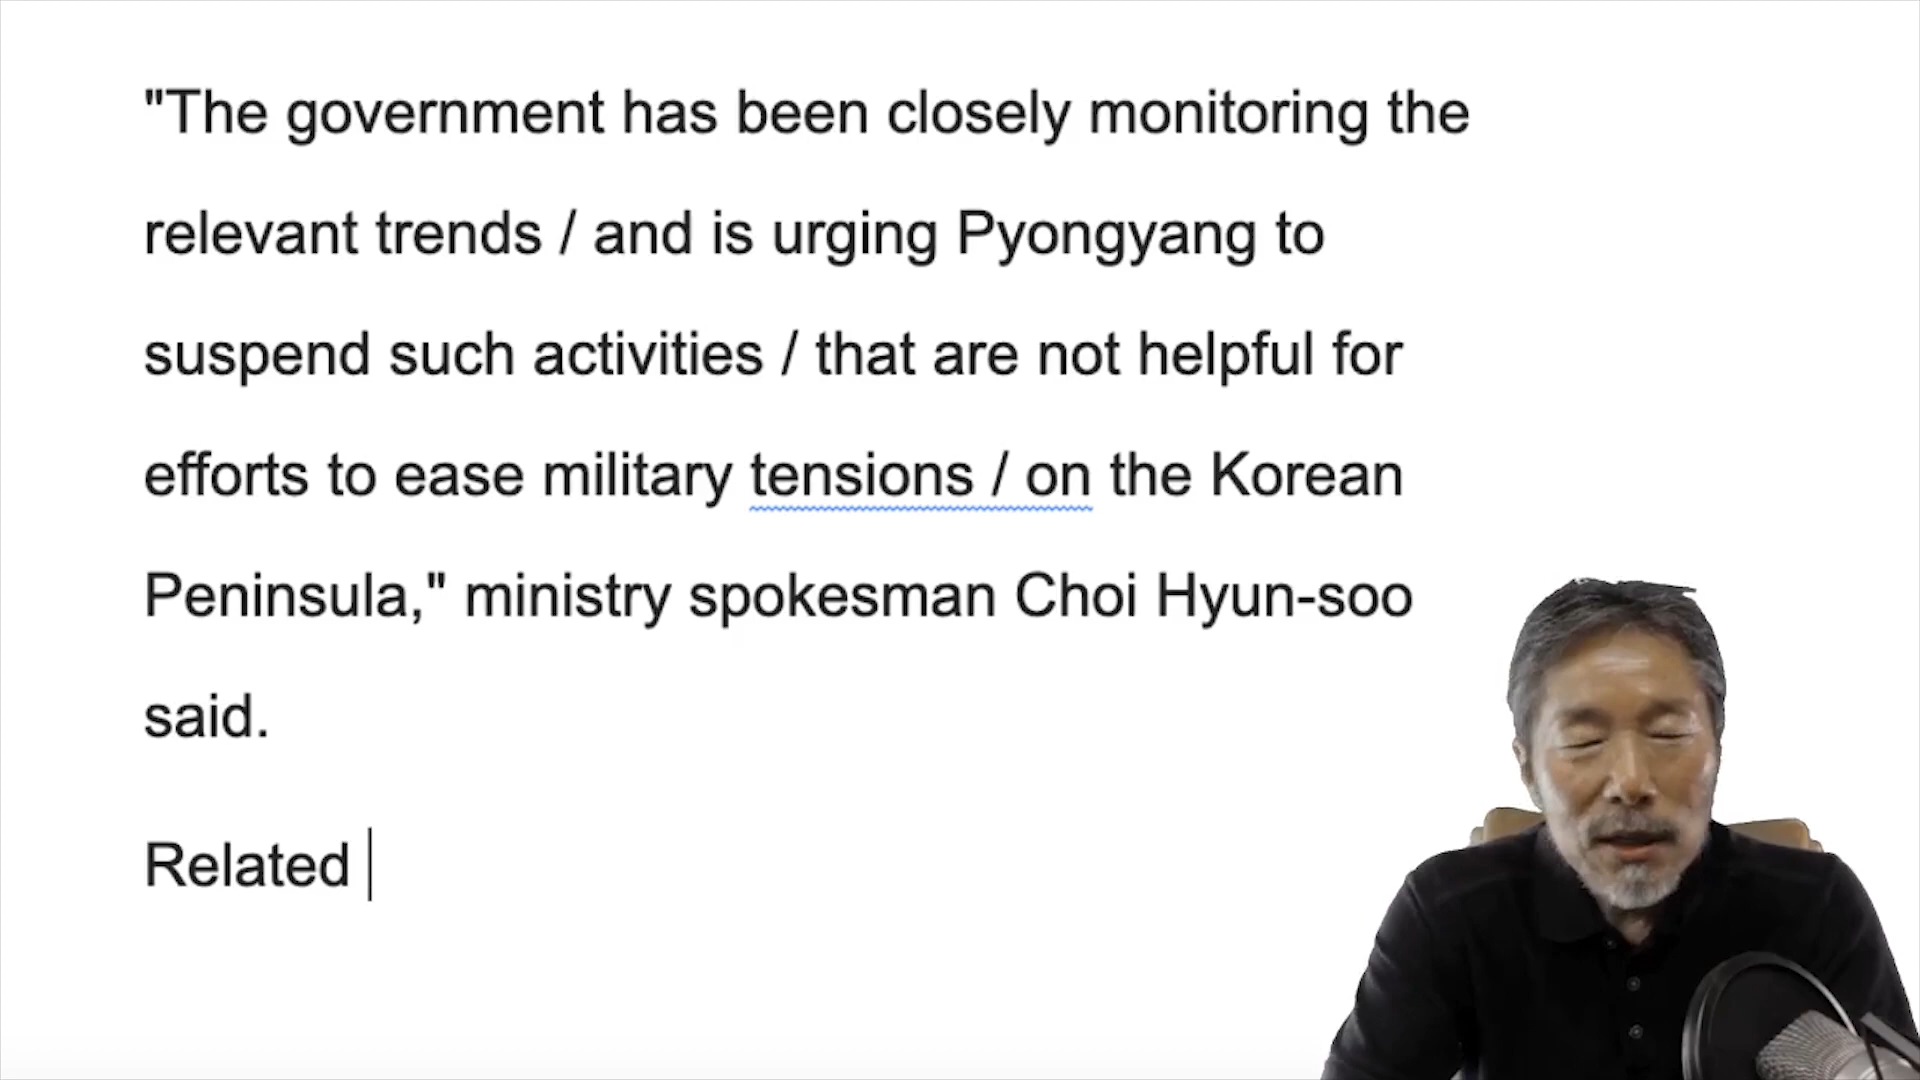 "The government has been closely monitoring the
relevant trends / and is urging Pyongyang to
suspend such activities / that are not helpful for
efforts to ease military tensions / on the Korean
Peninsula," ministry spokesman Choi Hyun-soo
said.
Related